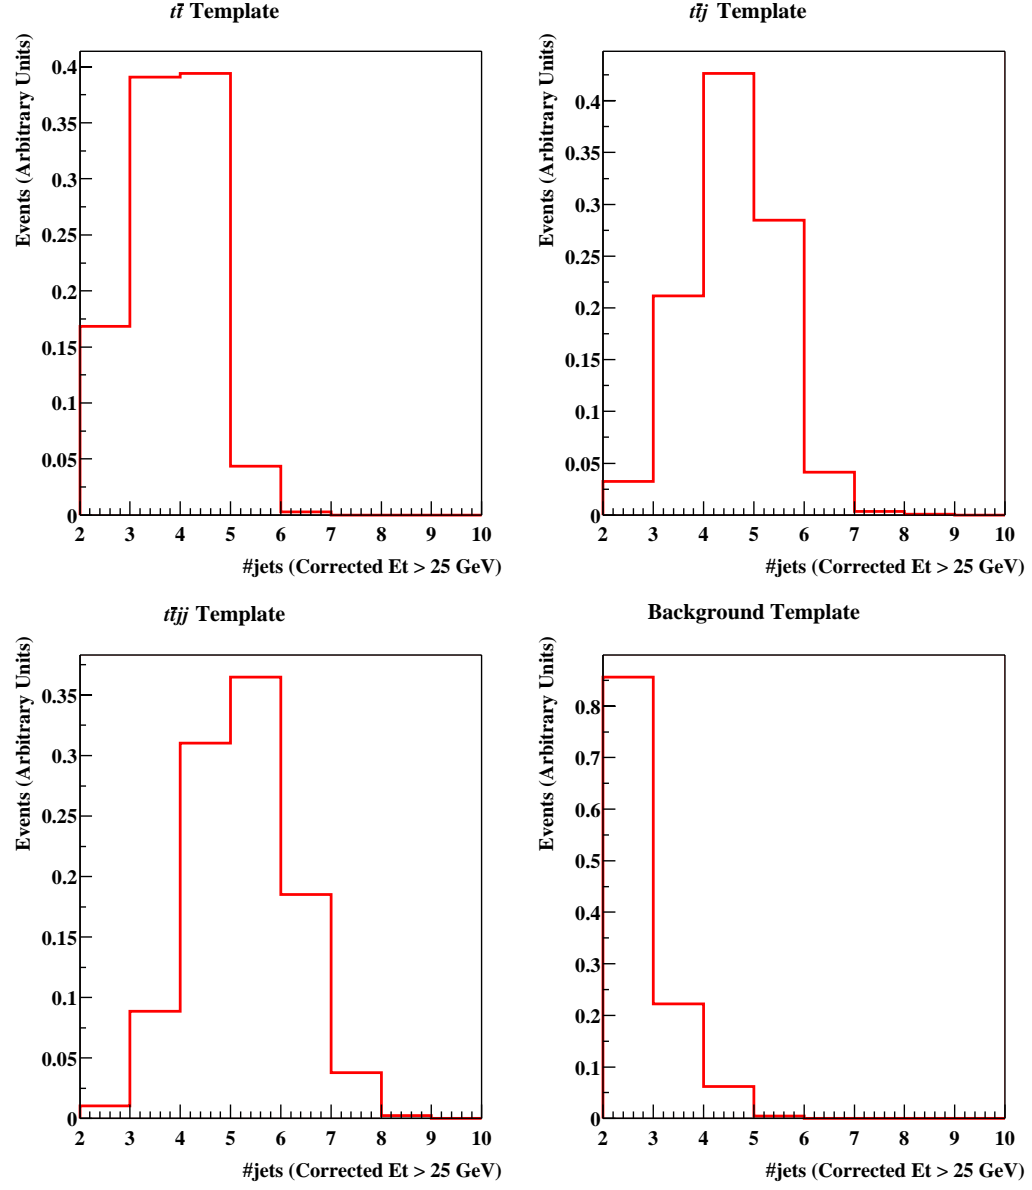 tt̄ Template
Events (Arbitrary Units)
0.4
0.35
0.3
0.25
0.2
0.15
0.1
0.05
0
2 3 4 5 6 7 8 9 10
#jets (Corrected Et > 25 GeV)
tt̄j Template
Events (Arbitrary Units)
0.4
0.35
0.3
0.25
0.2
0.15
0.1
0.05
0
2 3 4 5 6 7 8 9 10
#jets (Corrected Et > 25 GeV)
tt̄jj Template
Events (Arbitrary Units)
0.35
0.3
0.25
0.2
0.15
0.1
0.05
0
2 3 4 5 6 7 8 9 10
#jets (Corrected Et > 25 GeV)
Background Template
Events (Arbitrary Units)
0.8
0.7
0.6
0.5
0.4
0.3
0.2
0.1
0
2 3 4 5 6 7 8 9 10
#jets (Corrected Et > 25 GeV)